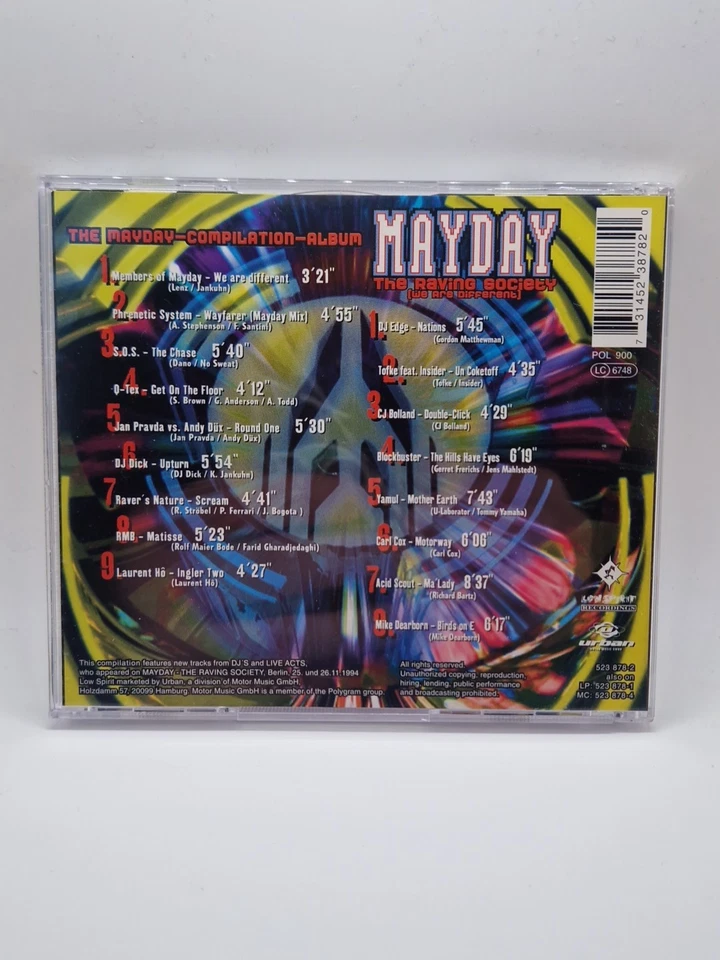 THE MAYDAY-COMPILATION-ALBUM
MAYDAY
The Raving Society
(We Are Different)
1. Members of Mayday - We are different 3'21"
(Lenz / Jankuhn)
2. Phrenetic System - Wayfarer (Mayday Mix) 4'55"
(A. Stephenson / F. Santini)
3. S.O.S. - The Chase 5'40"
(Dano / No Sweat)
4. Q-Tex - Get On The Floor 4'12"
(S. Brown / G. Anderson / A. Todd)
5 Jan Pravda vs. Andy Düx - Round One 5'30"
(Jan Pravda / Andy Düx)
6 DJ Dick - Upturn 5'54"
(DJ Dick / K. Jankuhn)
7 Raver's Nature - Scream 4'41"
(R. Ströbel / P. Ferrari / J. Bogota )
8 RMB - Matisse 5'23"
(Rolf Maier Bode / Farid Gharadjedaghi)
9 Laurent Hô - Ingler Two 4'27"
(Laurent Hô)
1. DJ Edge - Nations 5'45"
(Gordon Matthewman)
2. Tofke feat. Insider - Un Coketoff 4'35"
(Tofke / Insider)
3 CJ Bolland - Double-Click 4'29"
(CJ Bolland)
4. Blockbuster - The Hills Have Eyes 6'19"
(Gerret Frerichs / Jens Mahlstedt)
5 Yamul - Mother Earth 7'43"
(U-Laborator / Tommy Yamaha)
6. Carl Cox - Motorway 6'06"
(Carl Cox)
7. Acid Scout - Ma'Lady 8'37"
(Richard Bartz)
8. Mike Dearborn - Birds on E 6'17"
(Mike Dearborn)
7 31452 38782 0
POL 900
LC 6748
LOW SPIRIT
RECORDINGS
urban
523 878-2
also on
LP: 523 878-1
MC: 523 878-4
This compilation features new tracks from DJ'S and LIVE ACTS,
who appeared on MAYDAY - THE RAVING SOCIETY, Berlin, 25. und 26.11.1994
Low Spirit marketed by Urban, a division of Motor Music GmbH,
Holzdamm 57, 20099 Hamburg. Motor Music GmbH is a member of the Polygram group.
All rights reserved.
Unauthorized copying, reproduction,
hiring, lending, public performance
and broadcasting prohibited.